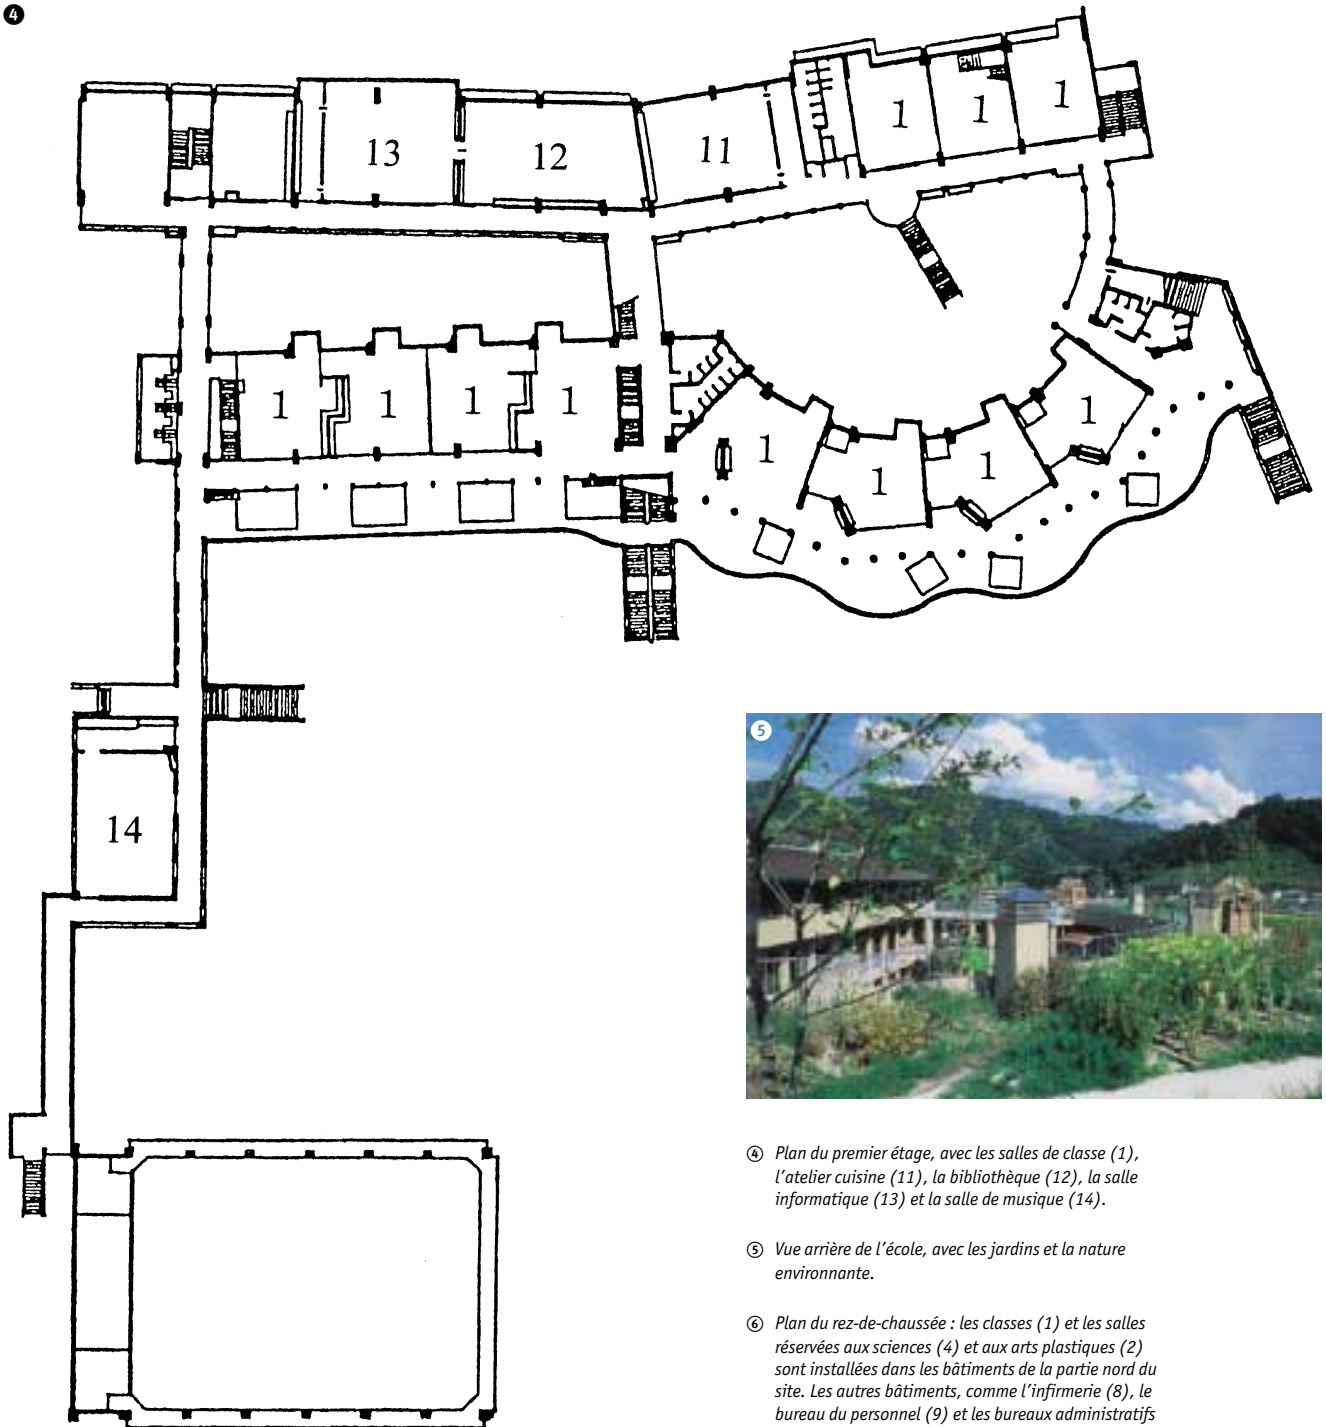 4
1
1
1
13
12
11
1
1
1
1
1
1
1
1
5
14
④ Plan du premier étage, avec les salles de classe (1),
l'atelier cuisine (11), la bibliothèque (12), la salle
informatique (13) et la salle de musique (14).
⑤ Vue arrière de l'école, avec les jardins et la nature
environnante.
⑥ Plan du rez-de-chaussée : les classes (1) et les salles
réservées aux sciences (4) et aux arts plastiques (2)
sont installées dans les bâtiments de la partie nord du
site. Les autres bâtiments, comme l'infirmerie (8), le
bureau du personnel (9) et les bureaux administratifs